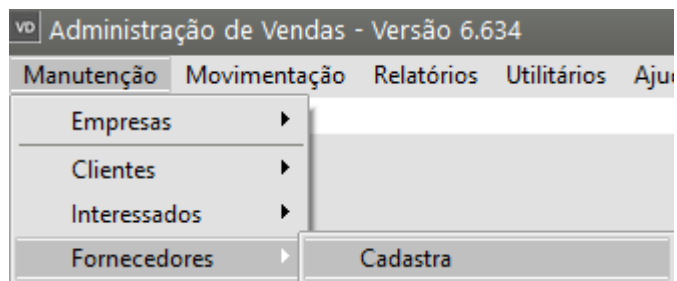 VD Administração de Vendas - Versão 6.634
Manutenção Movimentação Relatórios Utilitários
Empresas
Clientes
Interessados
Fornecedores Cadastra